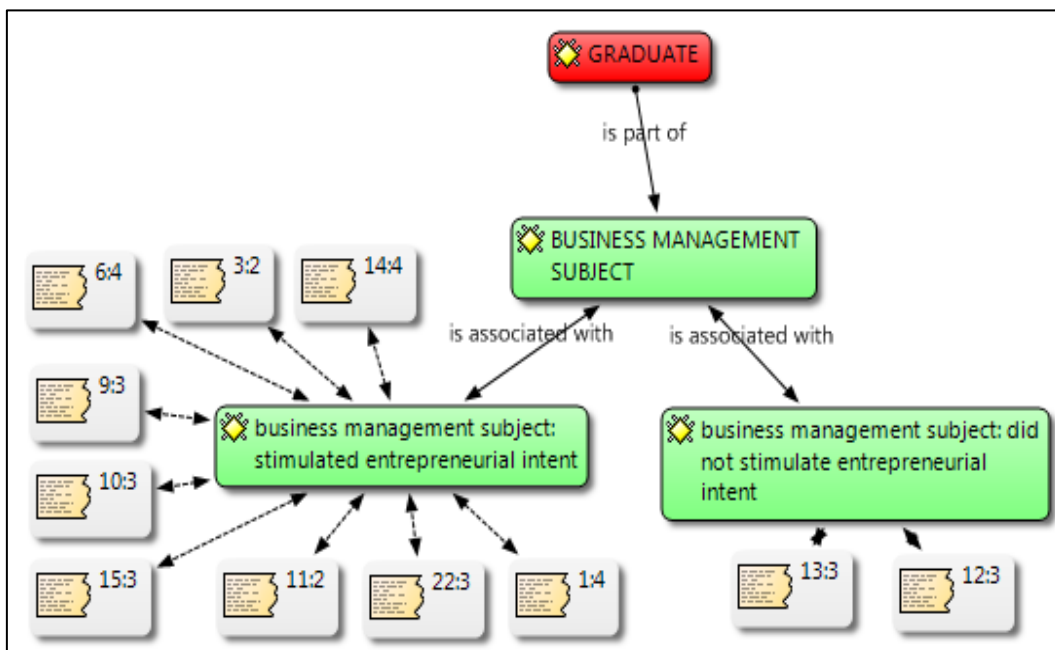 GRADUATE
is part of
BUSINESS MANAGEMENT
SUBJECT
6:4
3:2
14:4
is associated with
is associated with
9:3
business management subject:
stimulated entrepreneurial intent
business management subject: did
not stimulate entrepreneurial
intent
10:3
15:3
11:2
22:3
1:4
13:3
12:3